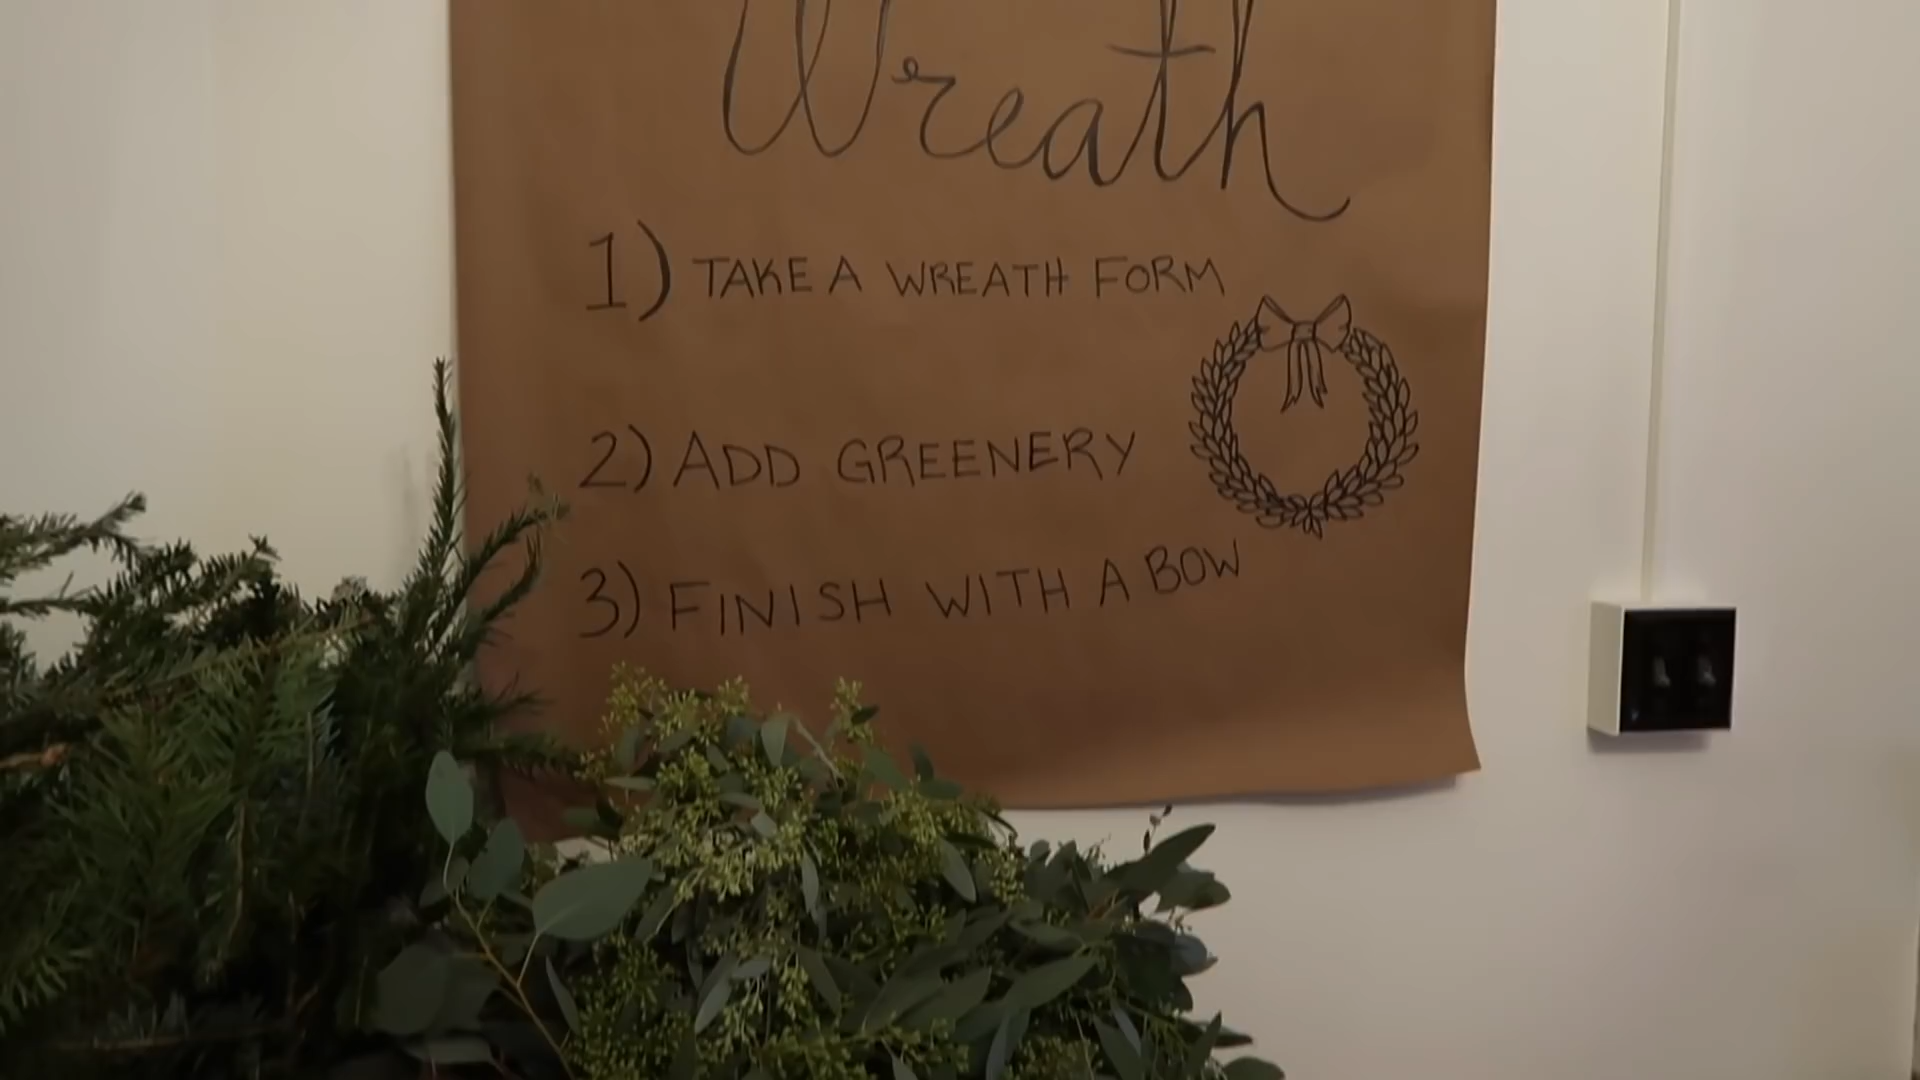 Wreath
1) TAKE A WREATH FORM
2) ADD GREENERY
3) FINISH WITH A BOW